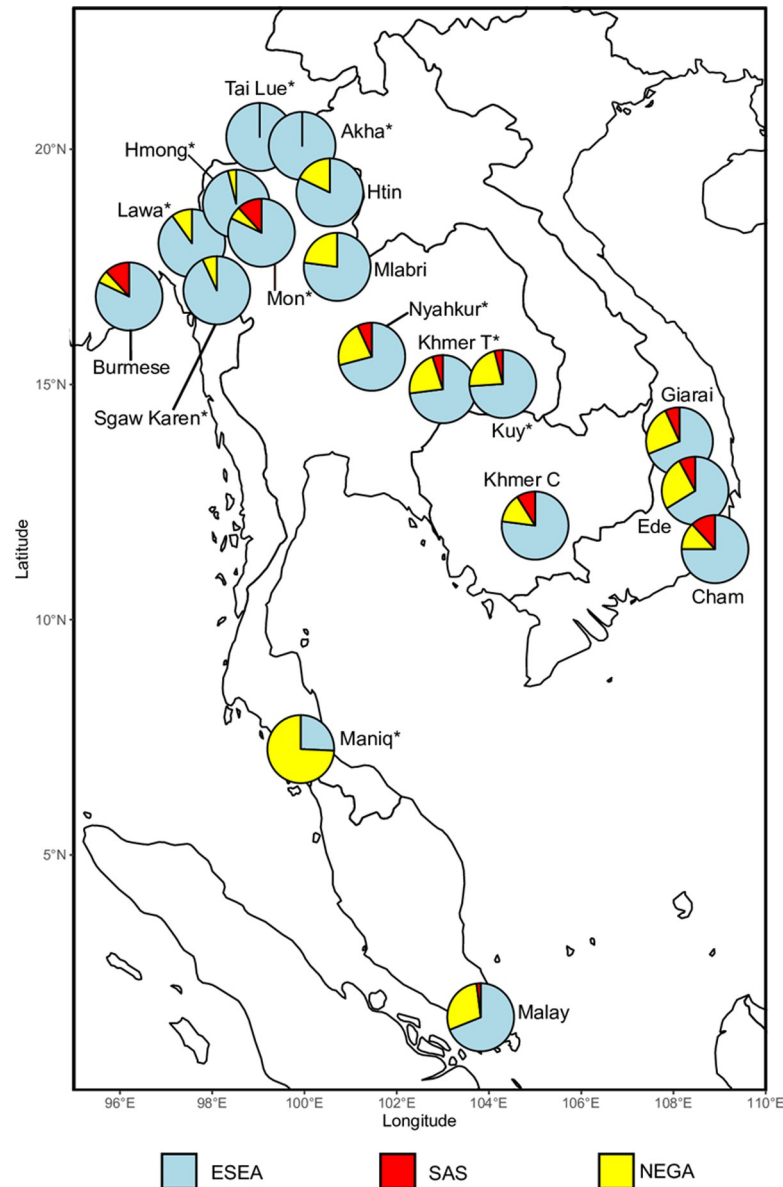 Tai Lue*
Akha*
Hmong*
Htin
Lawa*
Mlabri
Mon*
Nyahkur*
Burmese
Khmer T*
Sgaw Karen*
Giarai
Kuy*
Khmer C
Ede
Cham
Maniq*
Malay
20°N
15°N
10°N
5°N
Latitude
96°E 98°E 100°E 102°E 104°E 106°E 108°E 110°E
Longitude
ESEA SAS NEGA